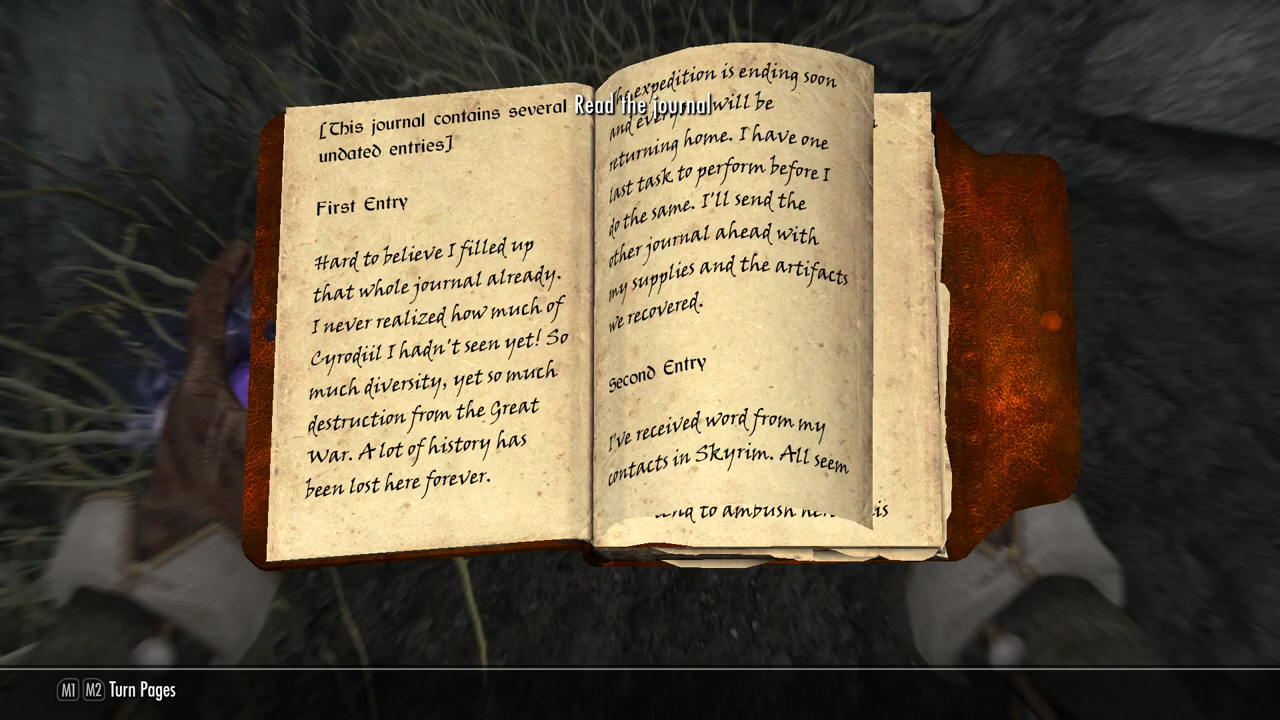 [This journal contains several
undated entries]
First Entry
Hard to believe I filled up
that whole journal already.
I never realized how much of
Cyrodiil I hadn't seen yet! So
much diversity, yet so much
destruction from the Great
War. A lot of history has
been lost here forever.
Read the journal
The expedition is ending soon
and will be
returning home. I have one
last task to perform before I
do the same. I'll send the
other journal ahead with
my supplies and the artifacts
we recovered.
Second Entry
I've received word from my
contacts in Skyrim. All seem
and to ambush
M1 M2 Turn Pages